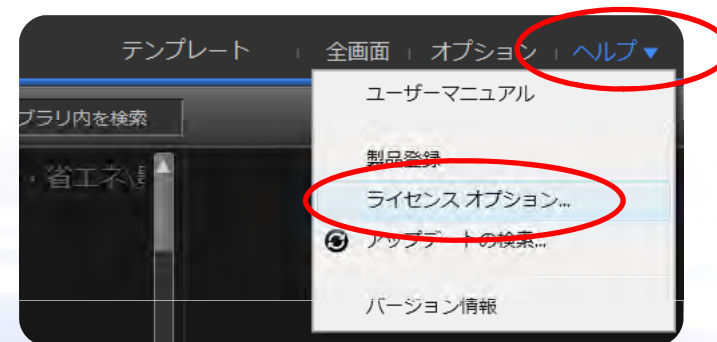 テンプレート 全画面 オプション ヘルプ▼
ブラリ内を検索
ユーザーマニュアル
・省エネ\
製品登録
ライセンス オプション...
アップデートの検索...
バージョン情報